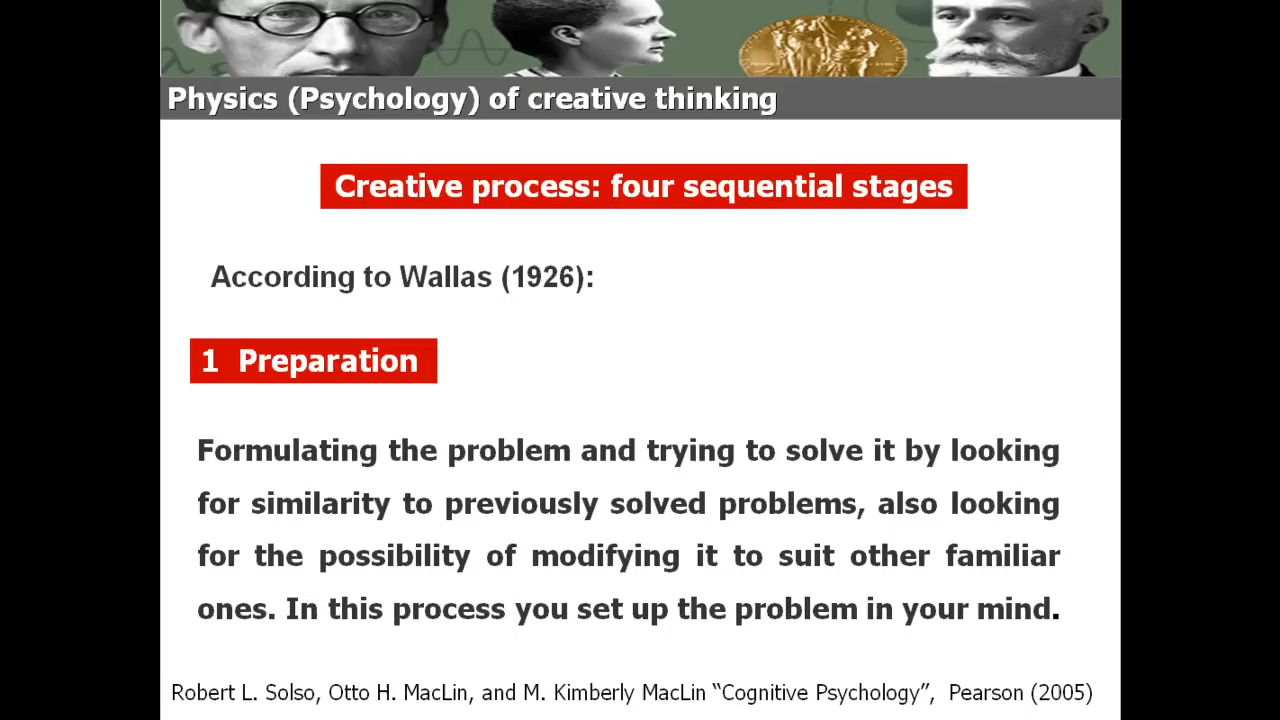 Physics (Psychology) of creative thinking
Creative process: four sequential stages
According to Wallas (1926):
1 Preparation
Formulating the problem and trying to solve it by looking
for similarity to previously solved problems, also looking
for the possibility of modifying it to suit other familiar
ones. In this process you set up the problem in your mind.
Robert L. Solso, Otto H. MacLin, and M. Kimberly MacLin “Cognitive Psychology”, Pearson (2005)